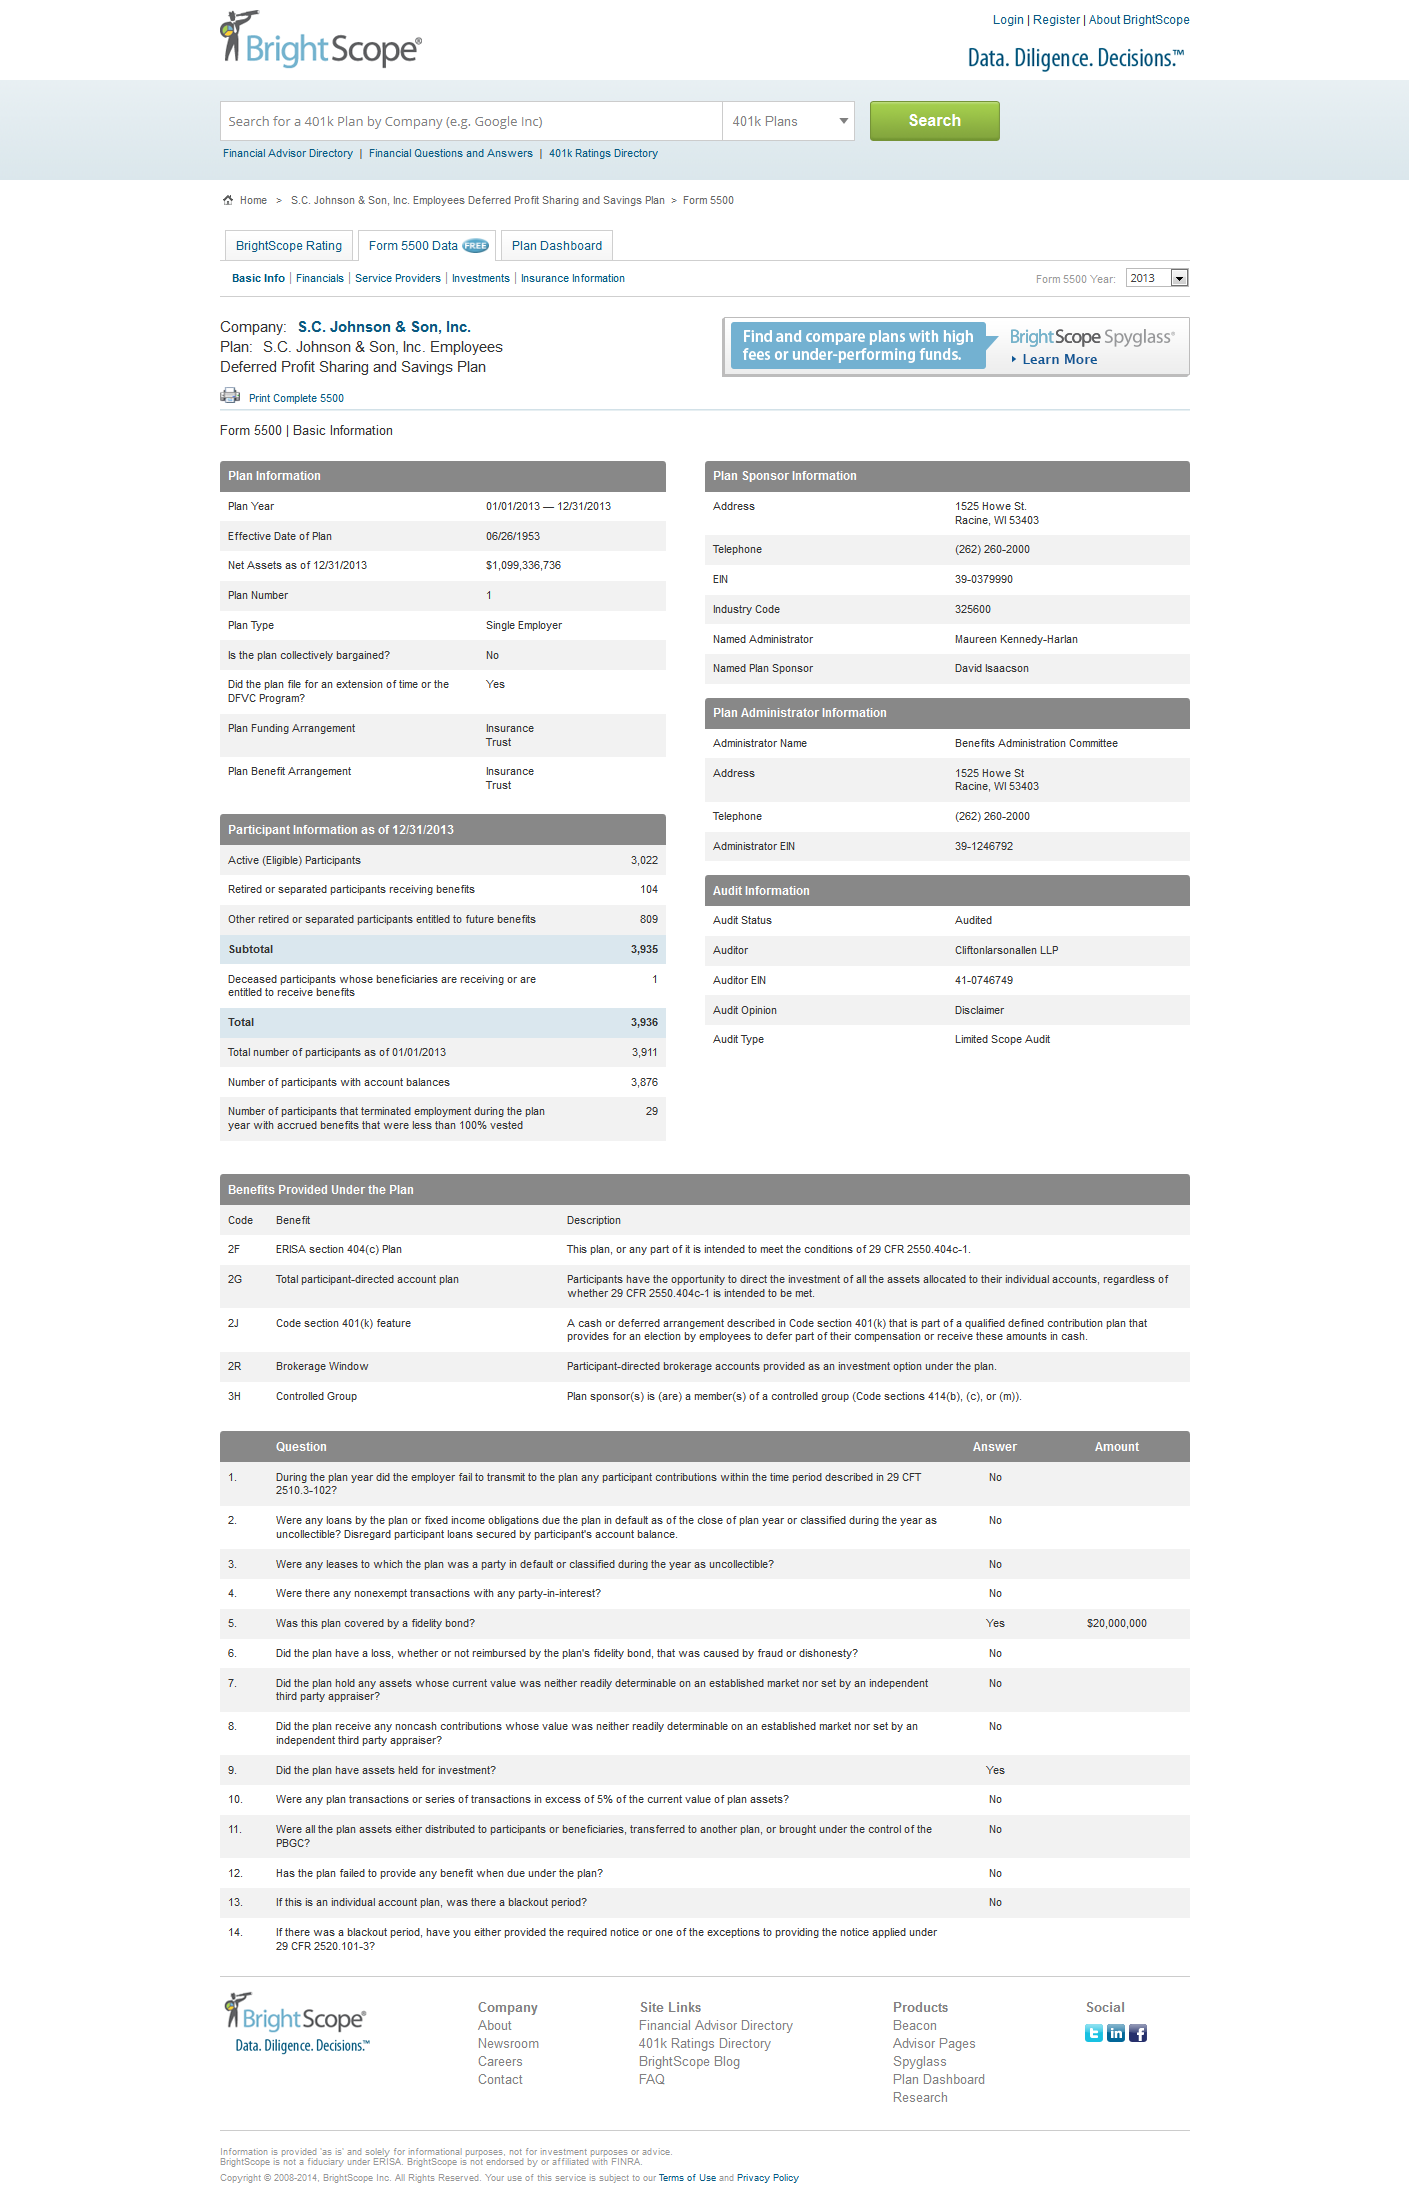 BrightScope®
Login | Register | About BrightScope
Data. Diligence. Decisions.™
Search for a 401k Plan by Company (e.g. Google Inc)
401k Plans
Search
Financial Advisor Directory | Financial Questions and Answers | 401k Ratings Directory
Home > S.C. Johnson & Son, Inc. Employees Deferred Profit Sharing and Savings Plan > Form 5500
BrightScope Rating
Form 5500 Data FREE
Plan Dashboard
Basic Info | Financials | Service Providers | Investments | Insurance Information
Form 5500 Year: 2013
Company: S.C. Johnson & Son, Inc.
Plan: S.C. Johnson & Son, Inc. Employees
Deferred Profit Sharing and Savings Plan
Find and compare plans with high
fees or under-performing funds.
BrightScope Spyglass®
Learn More
Print Complete 5500
Form 5500 | Basic Information
Plan Information
Plan Year 01/01/2013 — 12/31/2013
Effective Date of Plan 06/26/1953
Net Assets as of 12/31/2013 $1,099,336,736
Plan Number 1
Plan Type Single Employer
Is the plan collectively bargained? No
Did the plan file for an extension of time or the Yes
DFVC Program?
Plan Funding Arrangement Insurance
Trust
Plan Benefit Arrangement Insurance
Trust
Participant Information as of 12/31/2013
Active (Eligible) Participants 3,022
Retired or separated participants receiving benefits 104
Other retired or separated participants entitled to future benefits 809
Subtotal 3,935
Deceased participants whose beneficiaries are receiving or are 1
entitled to receive benefits
Total 3,936
Total number of participants as of 01/01/2013 3,911
Number of participants with account balances 3,876
Number of participants that terminated employment during the plan 29
year with accrued benefits that were less than 100% vested
Plan Sponsor Information
Address 1525 Howe St.
Racine, WI 53403
Telephone (262) 260-2000
EIN 39-0379990
Industry Code 325600
Named Administrator Maureen Kennedy-Harlan
Named Plan Sponsor David Isaacson
Plan Administrator Information
Administrator Name Benefits Administration Committee
Address 1525 Howe St
Racine, WI 53403
Telephone (262) 260-2000
Administrator EIN 39-1246792
Audit Information
Audit Status Audited
Auditor Cliftonlarsonallen LLP
Auditor EIN 41-0746749
Audit Opinion Disclaimer
Audit Type Limited Scope Audit
Benefits Provided Under the Plan
Code Benefit Description
2F ERISA section 404(c) Plan This plan, or any part of it is intended to meet the conditions of 29 CFR 2550.404c-1.
2G Total participant-directed account plan Participants have the opportunity to direct the investment of all the assets allocated to their individual accounts, regardless of
whether 29 CFR 2550.404c-1 is intended to be met.
2J Code section 401(k) feature A cash or deferred arrangement described in Code section 401(k) that is part of a qualified defined contribution plan that
provides for an election by employees to defer part of their compensation or receive these amounts in cash.
2R Brokerage Window Participant-directed brokerage accounts provided as an investment option under the plan.
3H Controlled Group Plan sponsor(s) is (are) a member(s) of a controlled group (Code sections 414(b), (c), or (m)).
Question Answer Amount
1. During the plan year did the employer fail to transmit to the plan any participant contributions within the time period described in 29 CFT No
2510.3-102?
2. Were any loans by the plan or fixed income obligations due the plan in default as of the close of plan year or classified during the year as No
uncollectible? Disregard participant loans secured by participant's account balance.
3. Were any leases to which the plan was a party in default or classified during the year as uncollectible? No
4. Were there any nonexempt transactions with any party-in-interest? No
5. Was this plan covered by a fidelity bond? Yes $20,000,000
6. Did the plan have a loss, whether or not reimbursed by the plan's fidelity bond, that was caused by fraud or dishonesty? No
7. Did the plan hold any assets whose current value was neither readily determinable on an established market nor set by an independent No
third party appraiser?
8. Did the plan receive any noncash contributions whose value was neither readily determinable on an established market nor set by an No
independent third party appraiser?
9. Did the plan have assets held for investment? Yes
10. Were any plan transactions or series of transactions in excess of 5% of the current value of plan assets? No
11. Were all the plan assets either distributed to participants or beneficiaries, transferred to another plan, or brought under the control of the No
PBGC?
12. Has the plan failed to provide any benefit when due under the plan? No
13. If this is an individual account plan, was there a blackout period? No
14. If there was a blackout period, have you either provided the required notice or one of the exceptions to providing the notice applied under
29 CFR 2520.101-3?
BrightScope®
Data. Diligence. Decisions.™
Company
About
Newsroom
Careers
Contact
Site Links
Financial Advisor Directory
401k Ratings Directory
BrightScope Blog
FAQ
Products
Beacon
Advisor Pages
Spyglass
Plan Dashboard
Research
Social
Information is provided 'as is' and solely for informational purposes, not for investment purposes or advice.
BrightScope is not a fiduciary under ERISA. BrightScope is not endorsed by or affiliated with FINRA.
Copyright © 2008-2014, BrightScope Inc. All Rights Reserved. Your use of this service is subject to our Terms of Use and Privacy Policy